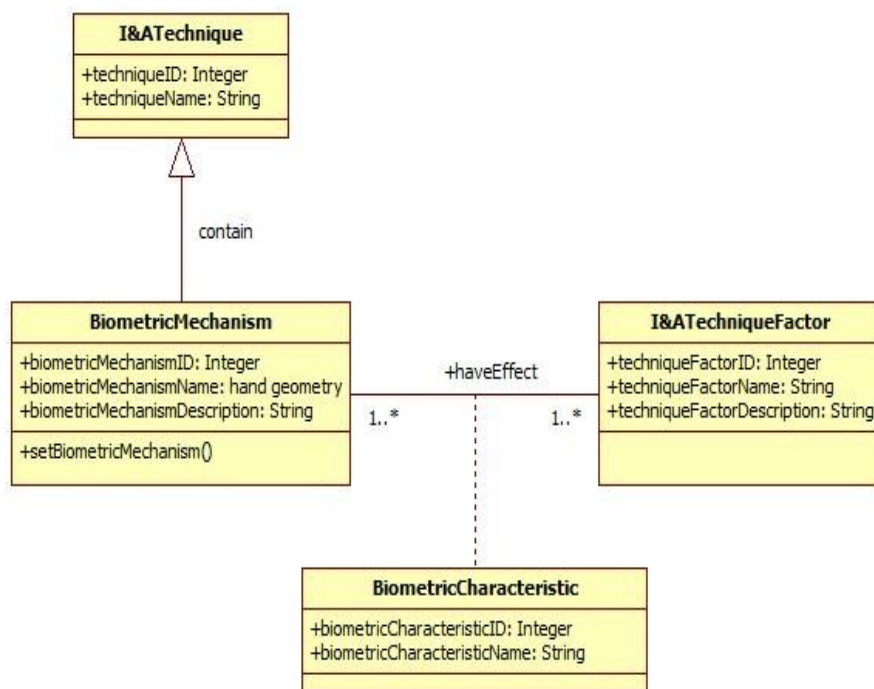 I&ATechnique
+techniqueID: Integer
+techniqueName: String
contain
BiometricMechanism
+biometricMechanismID: Integer
+biometricMechanismName: hand geometry
+biometricMechanismDescription: String
+setBiometricMechanism()
+haveEffect
1..*
1..*
I&ATechniqueFactor
+techniqueFactorID: Integer
+techniqueFactorName: String
+techniqueFactorDescription: String
BiometricCharacteristic
+biometricCharacteristicID: Integer
+biometricCharacteristicName: String